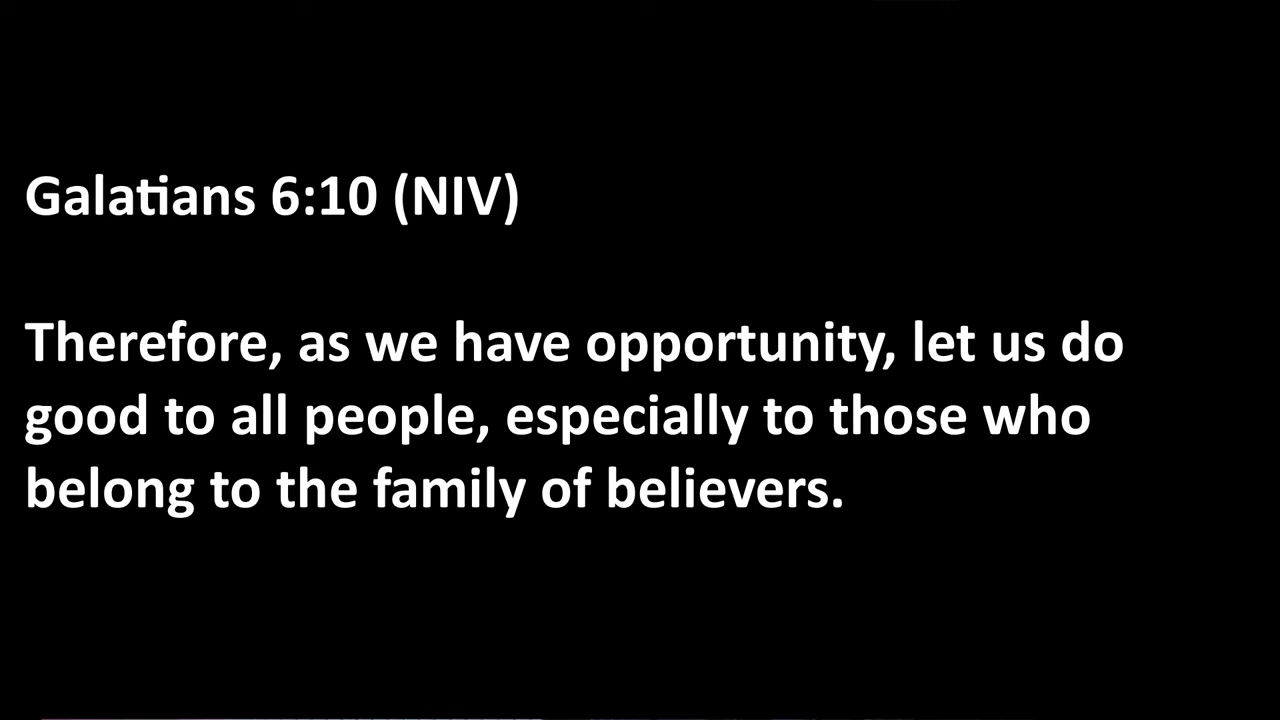 Galatians 6:10 (NIV)
Therefore, as we have opportunity, let us do
good to all people, especially to those who
belong to the family of believers.